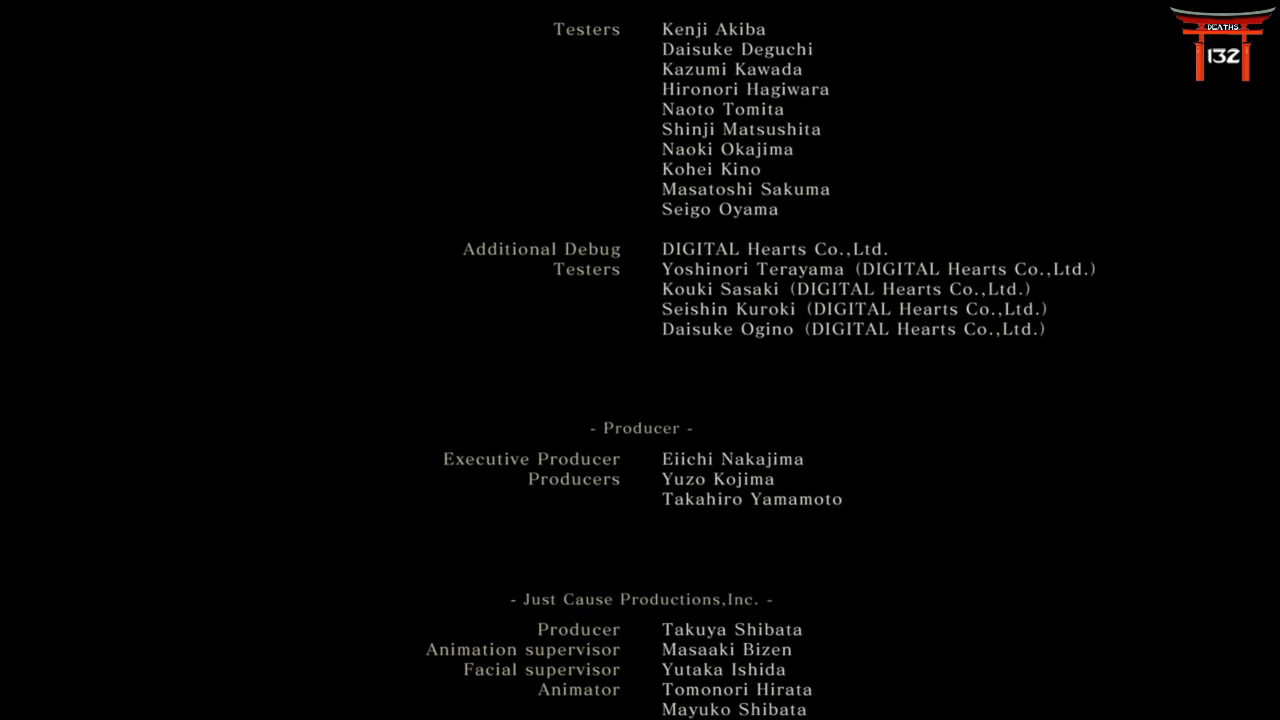 DEATHS
132
Testers Kenji Akiba
Daisuke Deguchi
Kazumi Kawada
Hironori Hagiwara
Naoto Tomita
Shinji Matsushita
Naoki Okajima
Kohei Kino
Masatoshi Sakuma
Seigo Oyama
Additional Debug DIGITAL Hearts Co.,Ltd.
Testers Yoshinori Terayama (DIGITAL Hearts Co.,Ltd.)
Kouki Sasaki (DIGITAL Hearts Co.,Ltd.)
Seishin Kuroki (DIGITAL Hearts Co.,Ltd.)
Daisuke Ogino (DIGITAL Hearts Co.,Ltd.)
- Producer -
Executive Producer Eiichi Nakajima
Producers Yuzo Kojima
Takahiro Yamamoto
- Just Cause Productions,Inc. -
Producer Takuya Shibata
Animation supervisor Masaaki Bizen
Facial supervisor Yutaka Ishida
Animator Tomonori Hirata
Mayuko Shibata